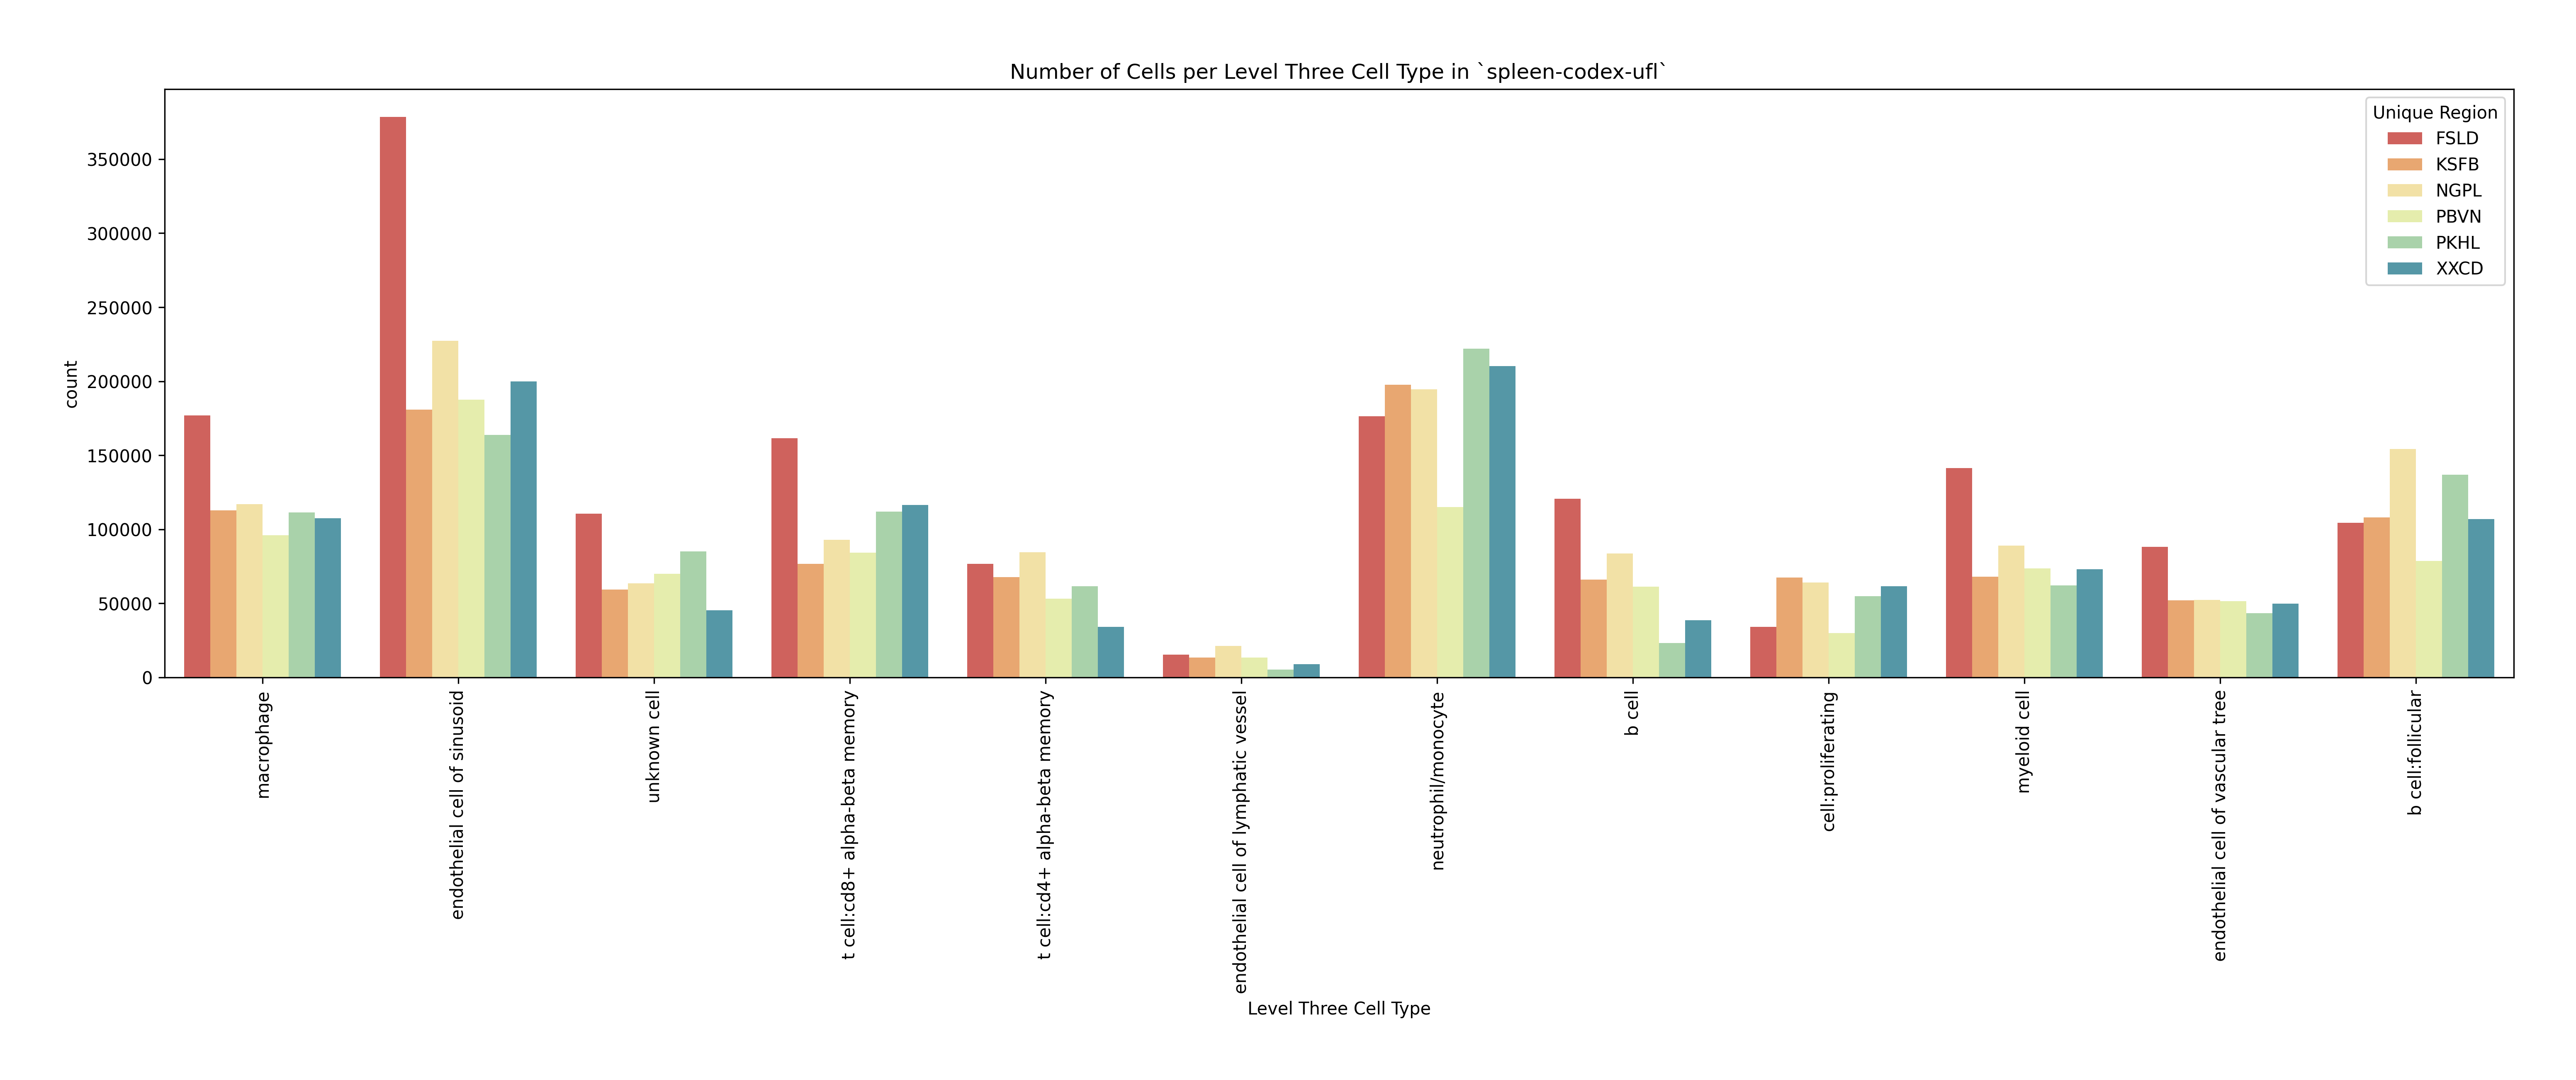 Number of Cells per Level Three Cell Type in `spleen-codex-ufl`
Unique Region
FSLD
KSFB
NGPL
PBVN
PKHL
XXCD
count
350000
300000
250000
200000
150000
100000
50000
0
macrophage
endothelial cell of sinusoid
unknown cell
t cell:cd8+ alpha-beta memory
t cell:cd4+ alpha-beta memory
endothelial cell of lymphatic vessel
neutrophil/monocyte
b cell
cell:proliferating
myeloid cell
endothelial cell of vascular tree
b cell:follicular
Level Three Cell Type